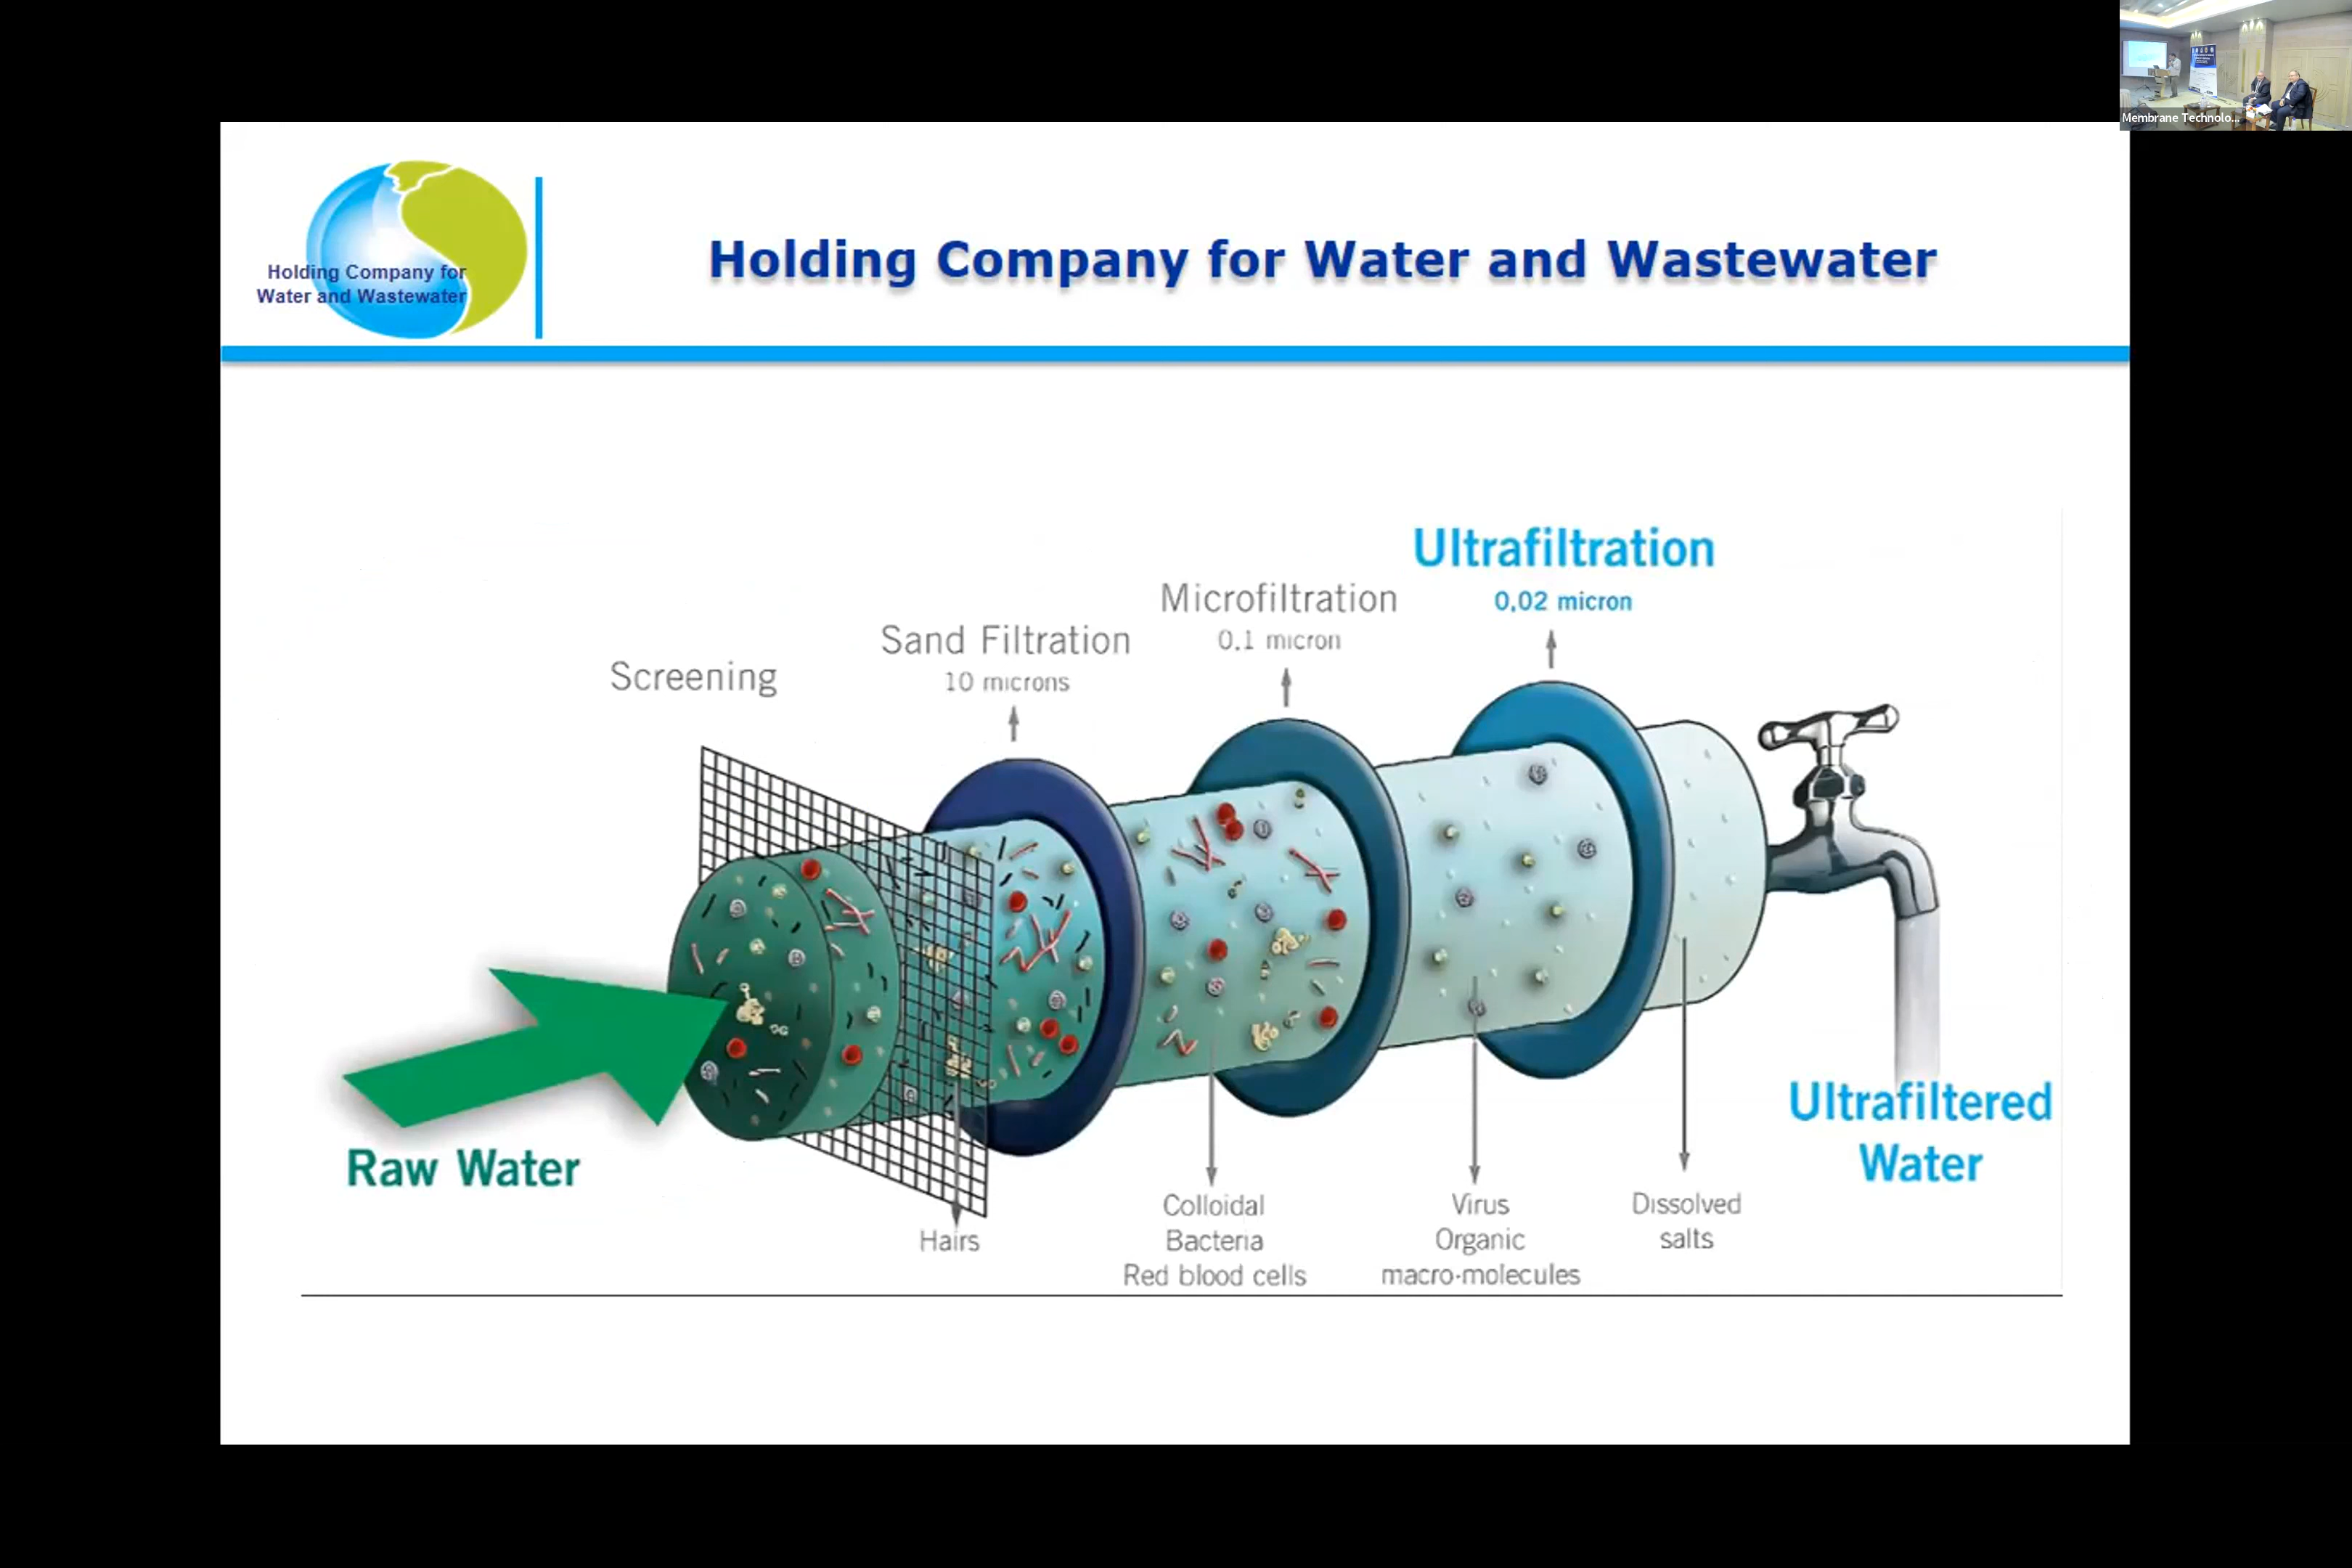 Membrane Technolo...
Holding Company for
Water and Wastewater
Holding Company for Water and Wastewater
Ultrafiltration
0.02 micron
Microfiltration
0.1 micron
Sand Filtration
10 microns
Screening
Raw Water
Hairs
Colloidal
Bacteria
Red blood cells
Virus
Organic
macro-molecules
Dissolved
salts
Ultrafiltered
Water